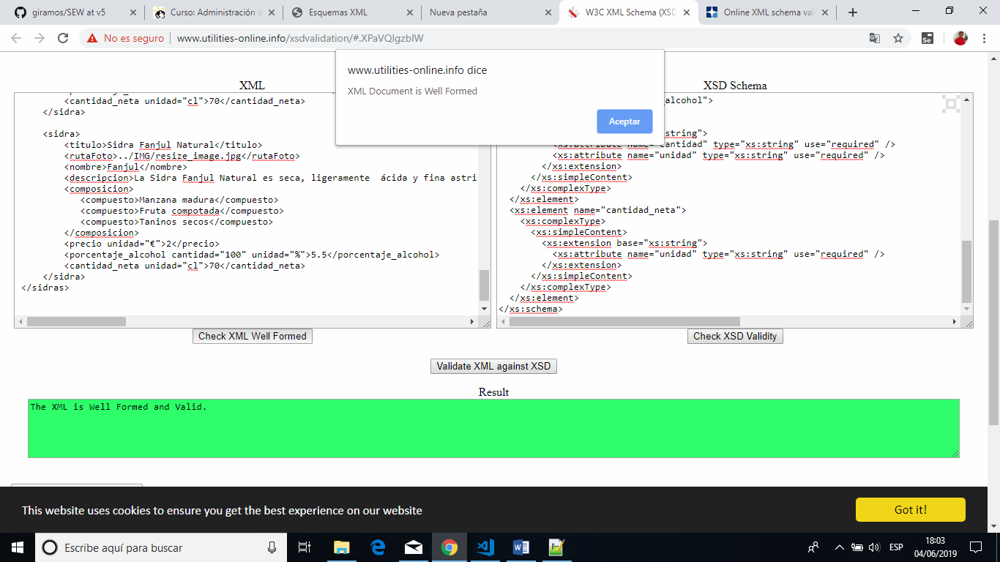 giramos/SEW at v5
Curso: Administración d
Esquemas XML
Nueva pestaña
W3C XML Schema (XSD
Online XML schema vali
No es seguro
www.utilities-online.info/xsdvalidation/#.XPaVQIgzbIW
www.utilities-online.info dice
XML Document is Well Formed
Aceptar
XML
<cantidad_neta unidad="cl">70</cantidad_neta>
</sidra>
<sidra>
<titulo>Sidra Fanjul Natural</titulo>
<rutaFoto>../IMG/resize_image.jpg</rutaFoto>
<nombre>Fanjul</nombre>
<descripcion>La Sidra Fanjul Natural es seca, ligeramente  ácida y fina astri
<composicion>
<compuesto>Manzana madura</compuesto>
<compuesto>Fruta compotada</compuesto>
<compuesto>Taninos secos</compuesto>
</composicion>
<precio unidad="€">2</precio>
<porcentaje_alcohol cantidad="100" unidad="%">5.5</porcentaje_alcohol>
<cantidad_neta unidad="cl">70</cantidad_neta>
</sidra>
</sidras>
Check XML Well Formed
XSD Schema
_alcohol">
string">
<xs:attribute name="cantidad" type="xs:string" use="required" />
<xs:attribute name="unidad" type="xs:string" use="required" />
</xs:extension>
</xs:simpleContent>
</xs:complexType>
</xs:element>
<xs:element name="cantidad_neta">
<xs:complexType>
<xs:simpleContent>
<xs:extension base="xs:string">
<xs:attribute name="unidad" type="xs:string" use="required" />
</xs:extension>
</xs:simpleContent>
</xs:complexType>
</xs:element>
</xs:schema>
Check XSD Validity
Validate XML against XSD
Result
The XML is Well Formed and Valid.
This website uses cookies to ensure you get the best experience on our website
Got it!
Escribe aquí para buscar
ESP
18:03
04/06/2019